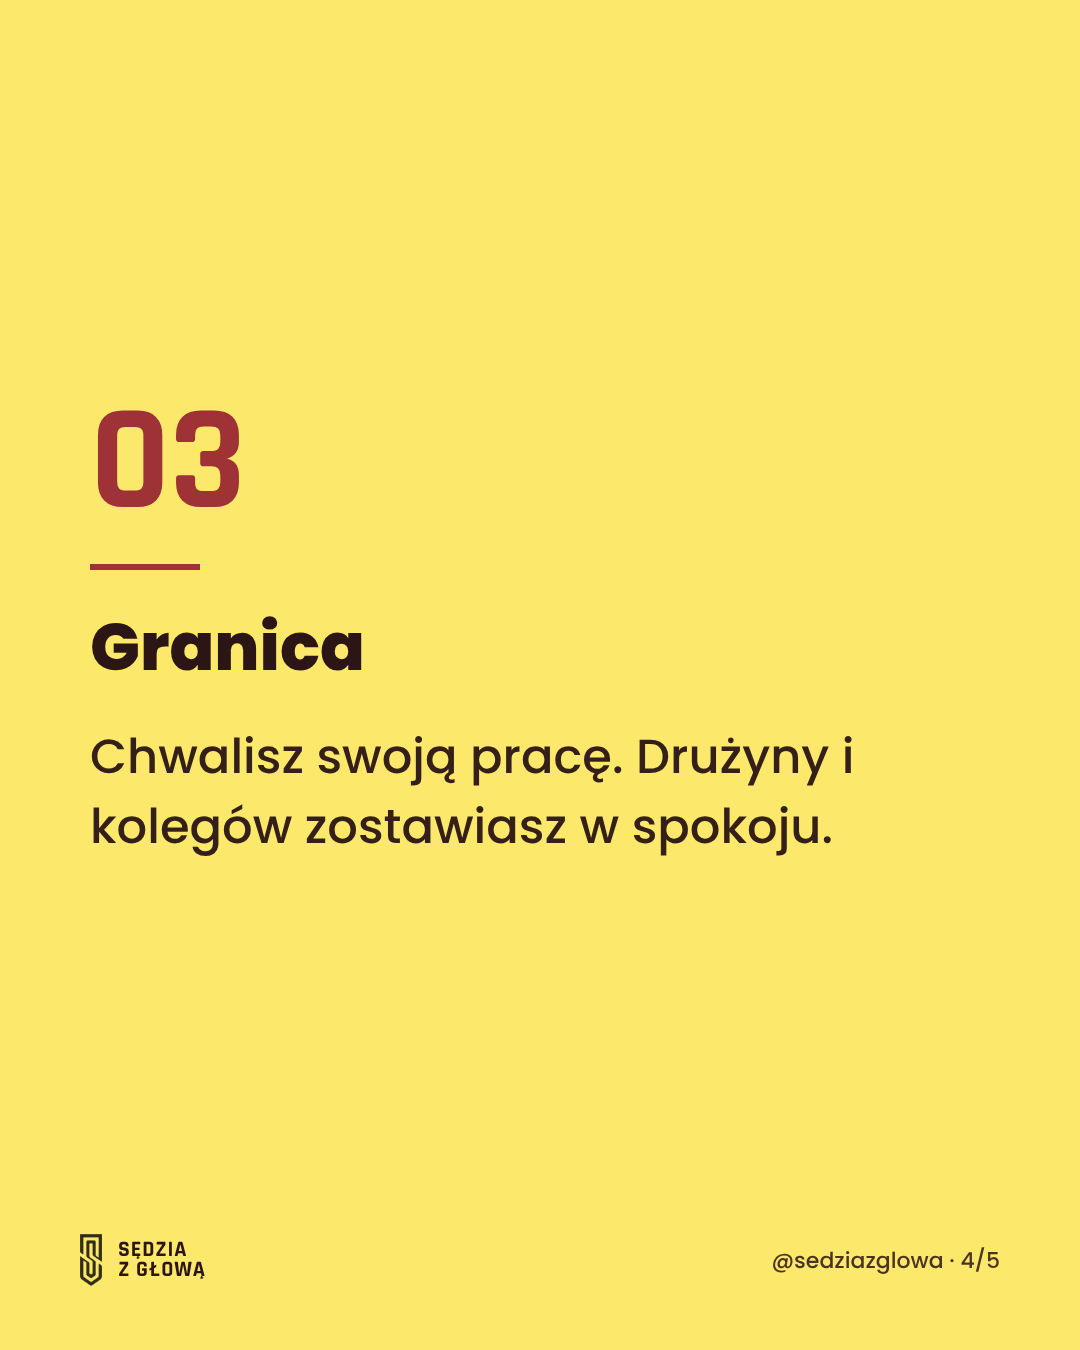 03
Granica
Chwalisz swoją pracę. Drużyny i
kolegów zostawiasz w spokoju.
SĘDZIA
Z GŁOWĄ
@sedziazglowa · 4/5